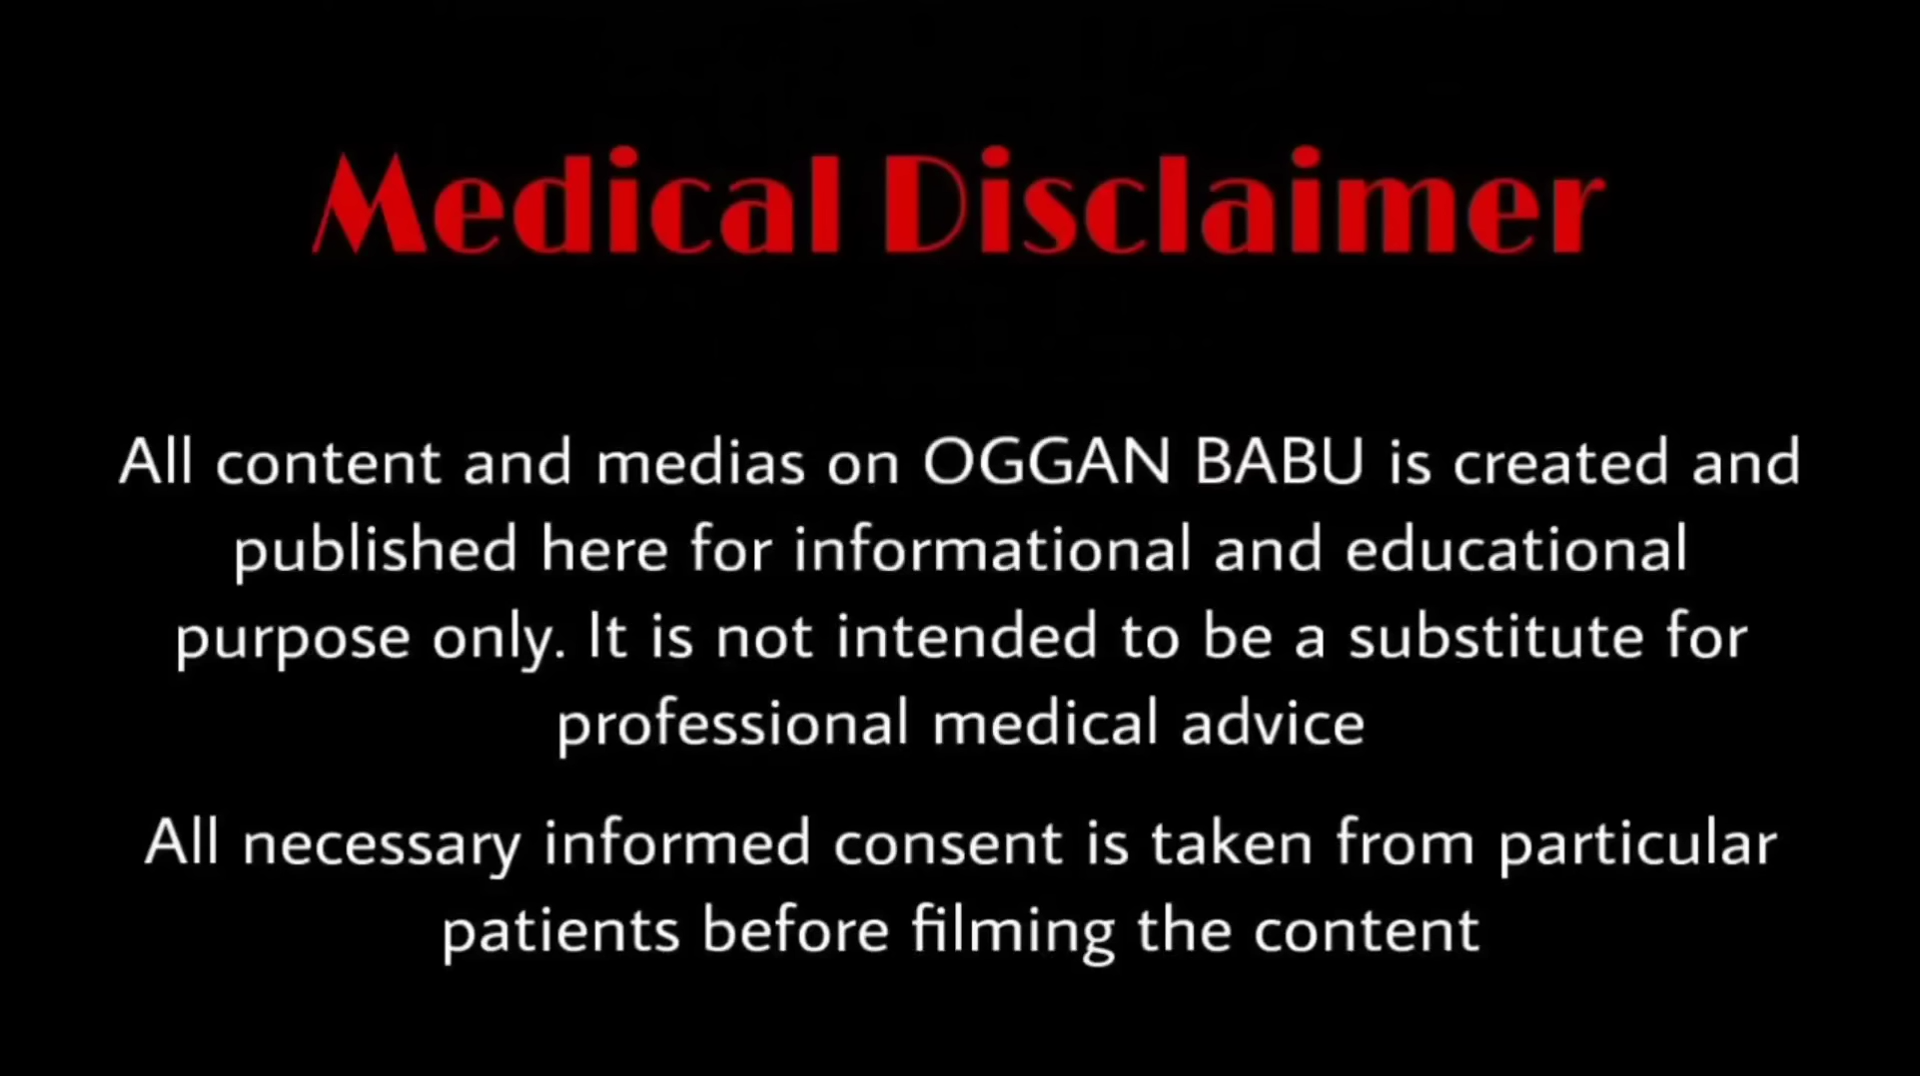 Medical Disclaimer
All content and medias on OGGAN BABU is created and
published here for informational and educational
purpose only. It is not intended to be a substitute for
professional medical advice
All necessary informed consent is taken from particular
patients before filming the content